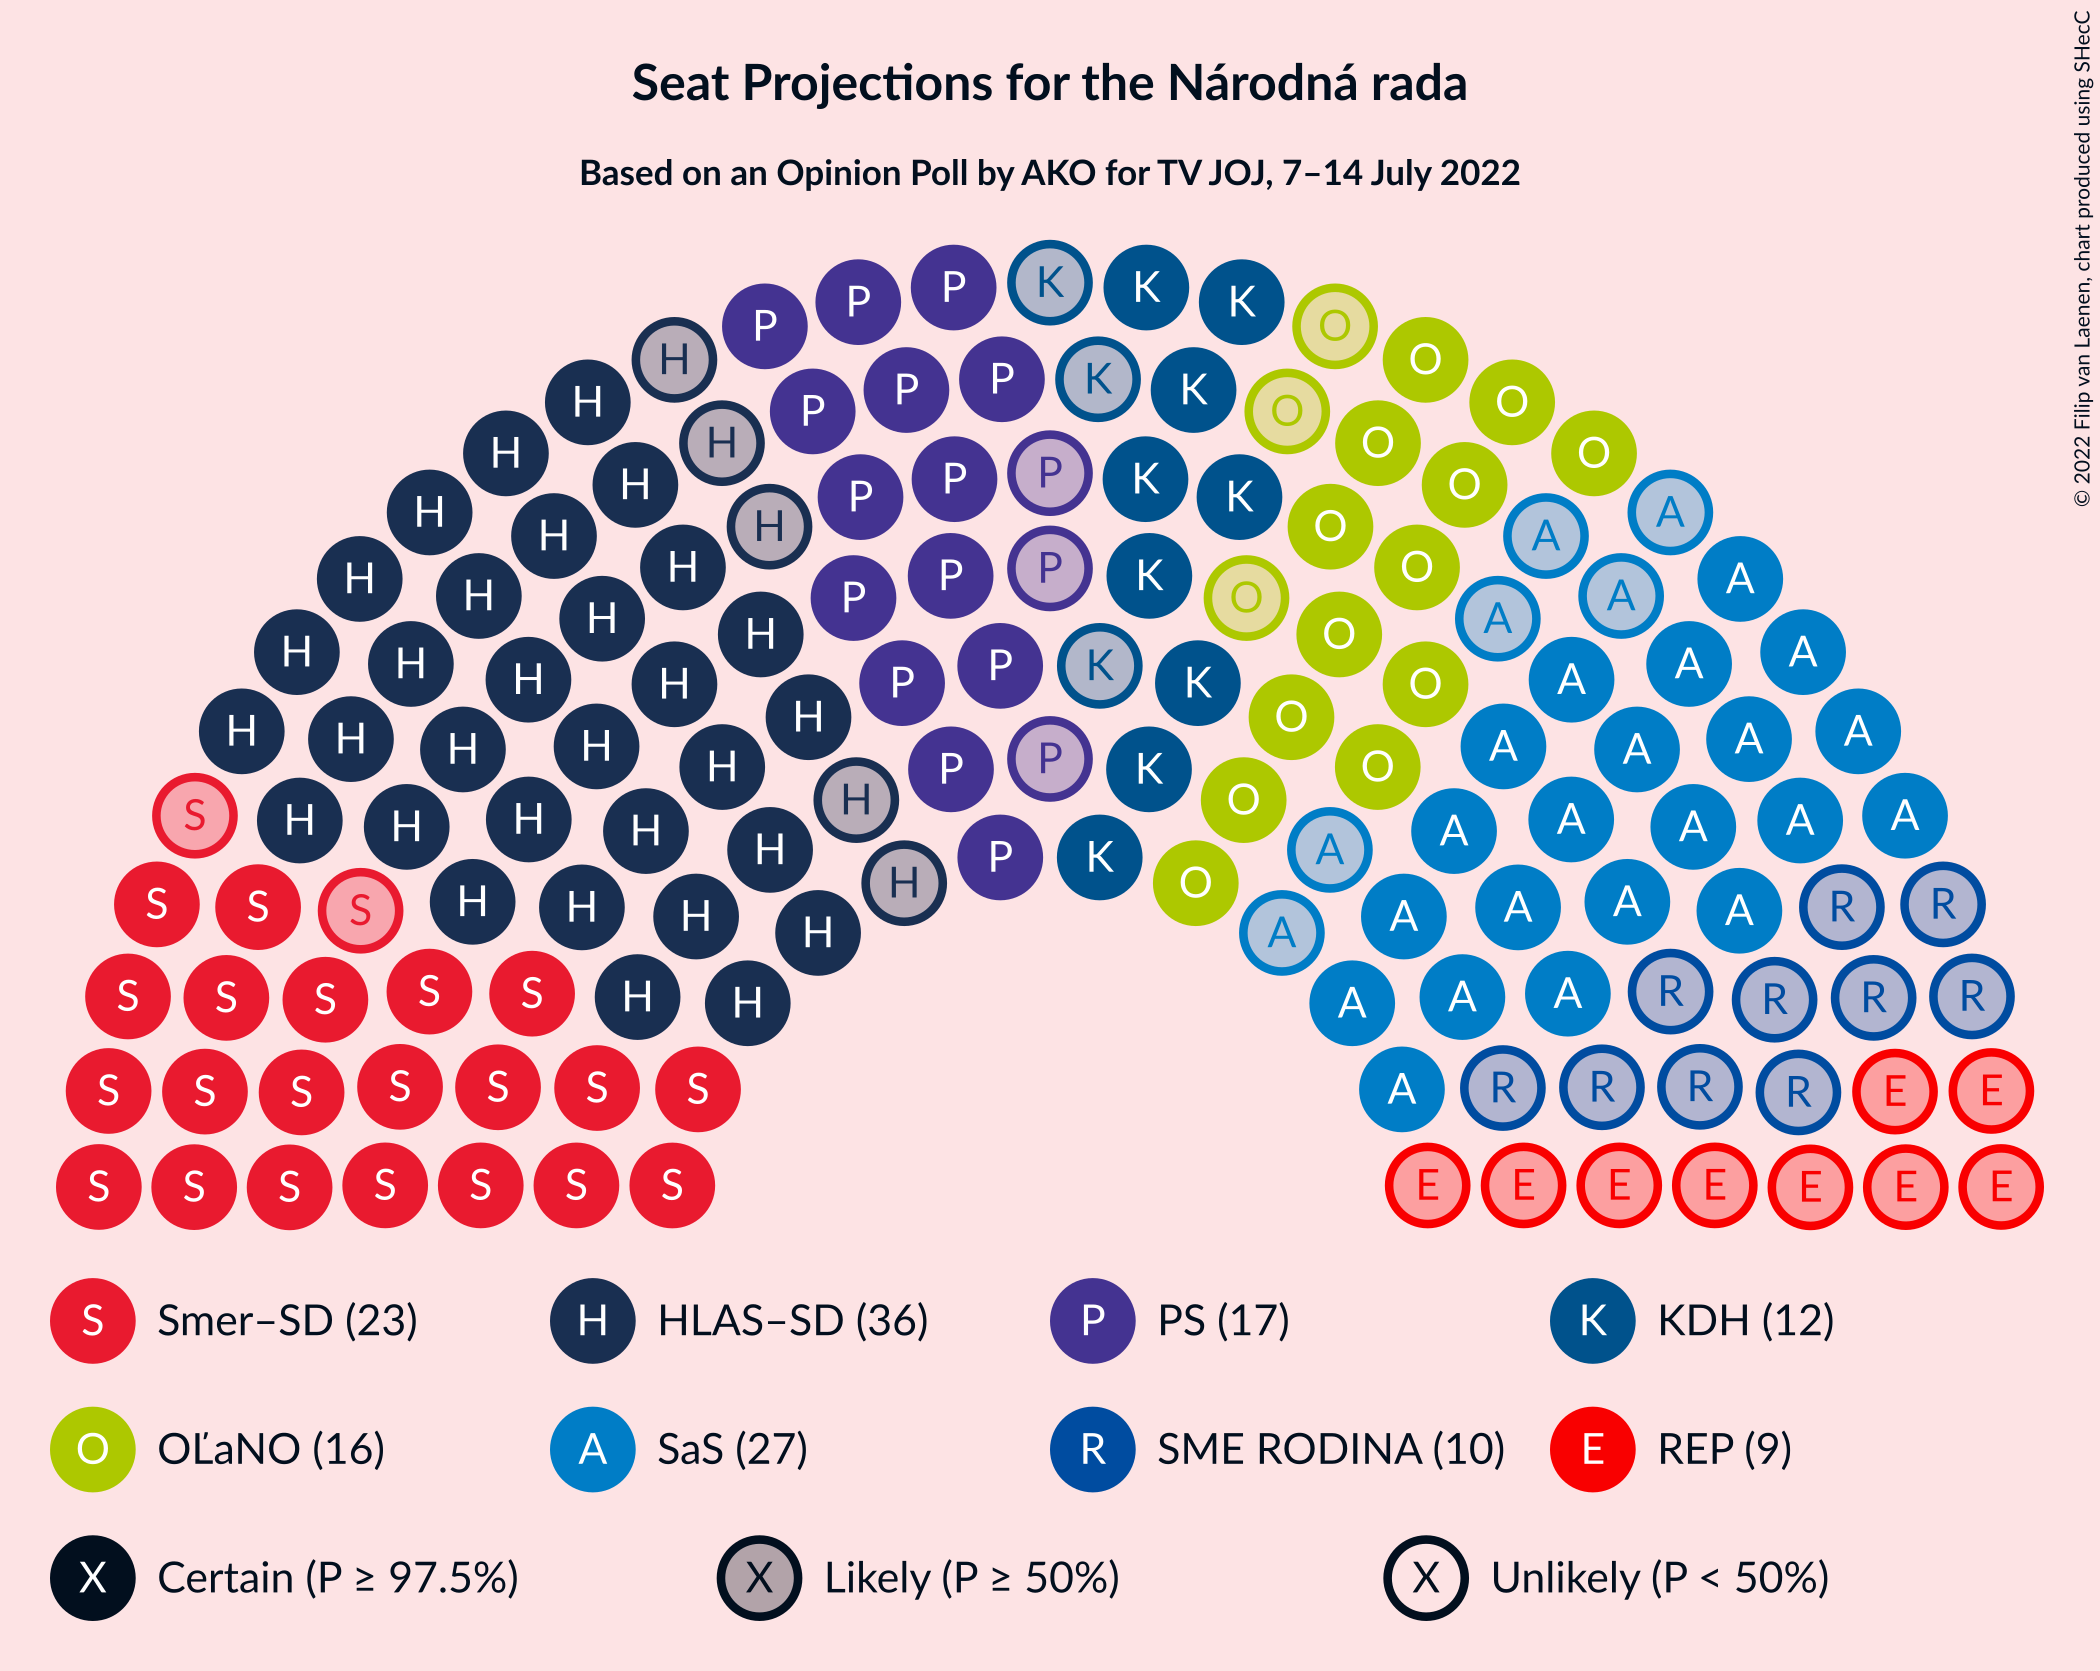 Seat Projections for the Národná rada
Based on an Opinion Poll by AKO for TV JOJ, 7–14 July 2022
© 2022 Filip van Laenen, chart produced using SHecC
P P P K K K O
H P P P K K O O
H H P P P K K O O O
H H H P P P K O O O O
H H H H P P K K O O A A
H H H H H P P K O O A A A
H H H H H H P K O O A A A A
H H H H H H H O A A A A A
S H H H H H H P K A A A A A A
S S S H H H H H O A A A A A R R
S S S S S H H A A A R R R R
S S S S S S S A R R R R E E
S S S S S S S E E E E E E E
S Smer–SD (23) H HLAS–SD (36) P PS (17) K KDH (12)
O OĽaNO (16) A SaS (27) R SME RODINA (10) E REP (9)
X Certain (P ≥ 97.5%) X Likely (P ≥ 50%) X Unlikely (P < 50%)